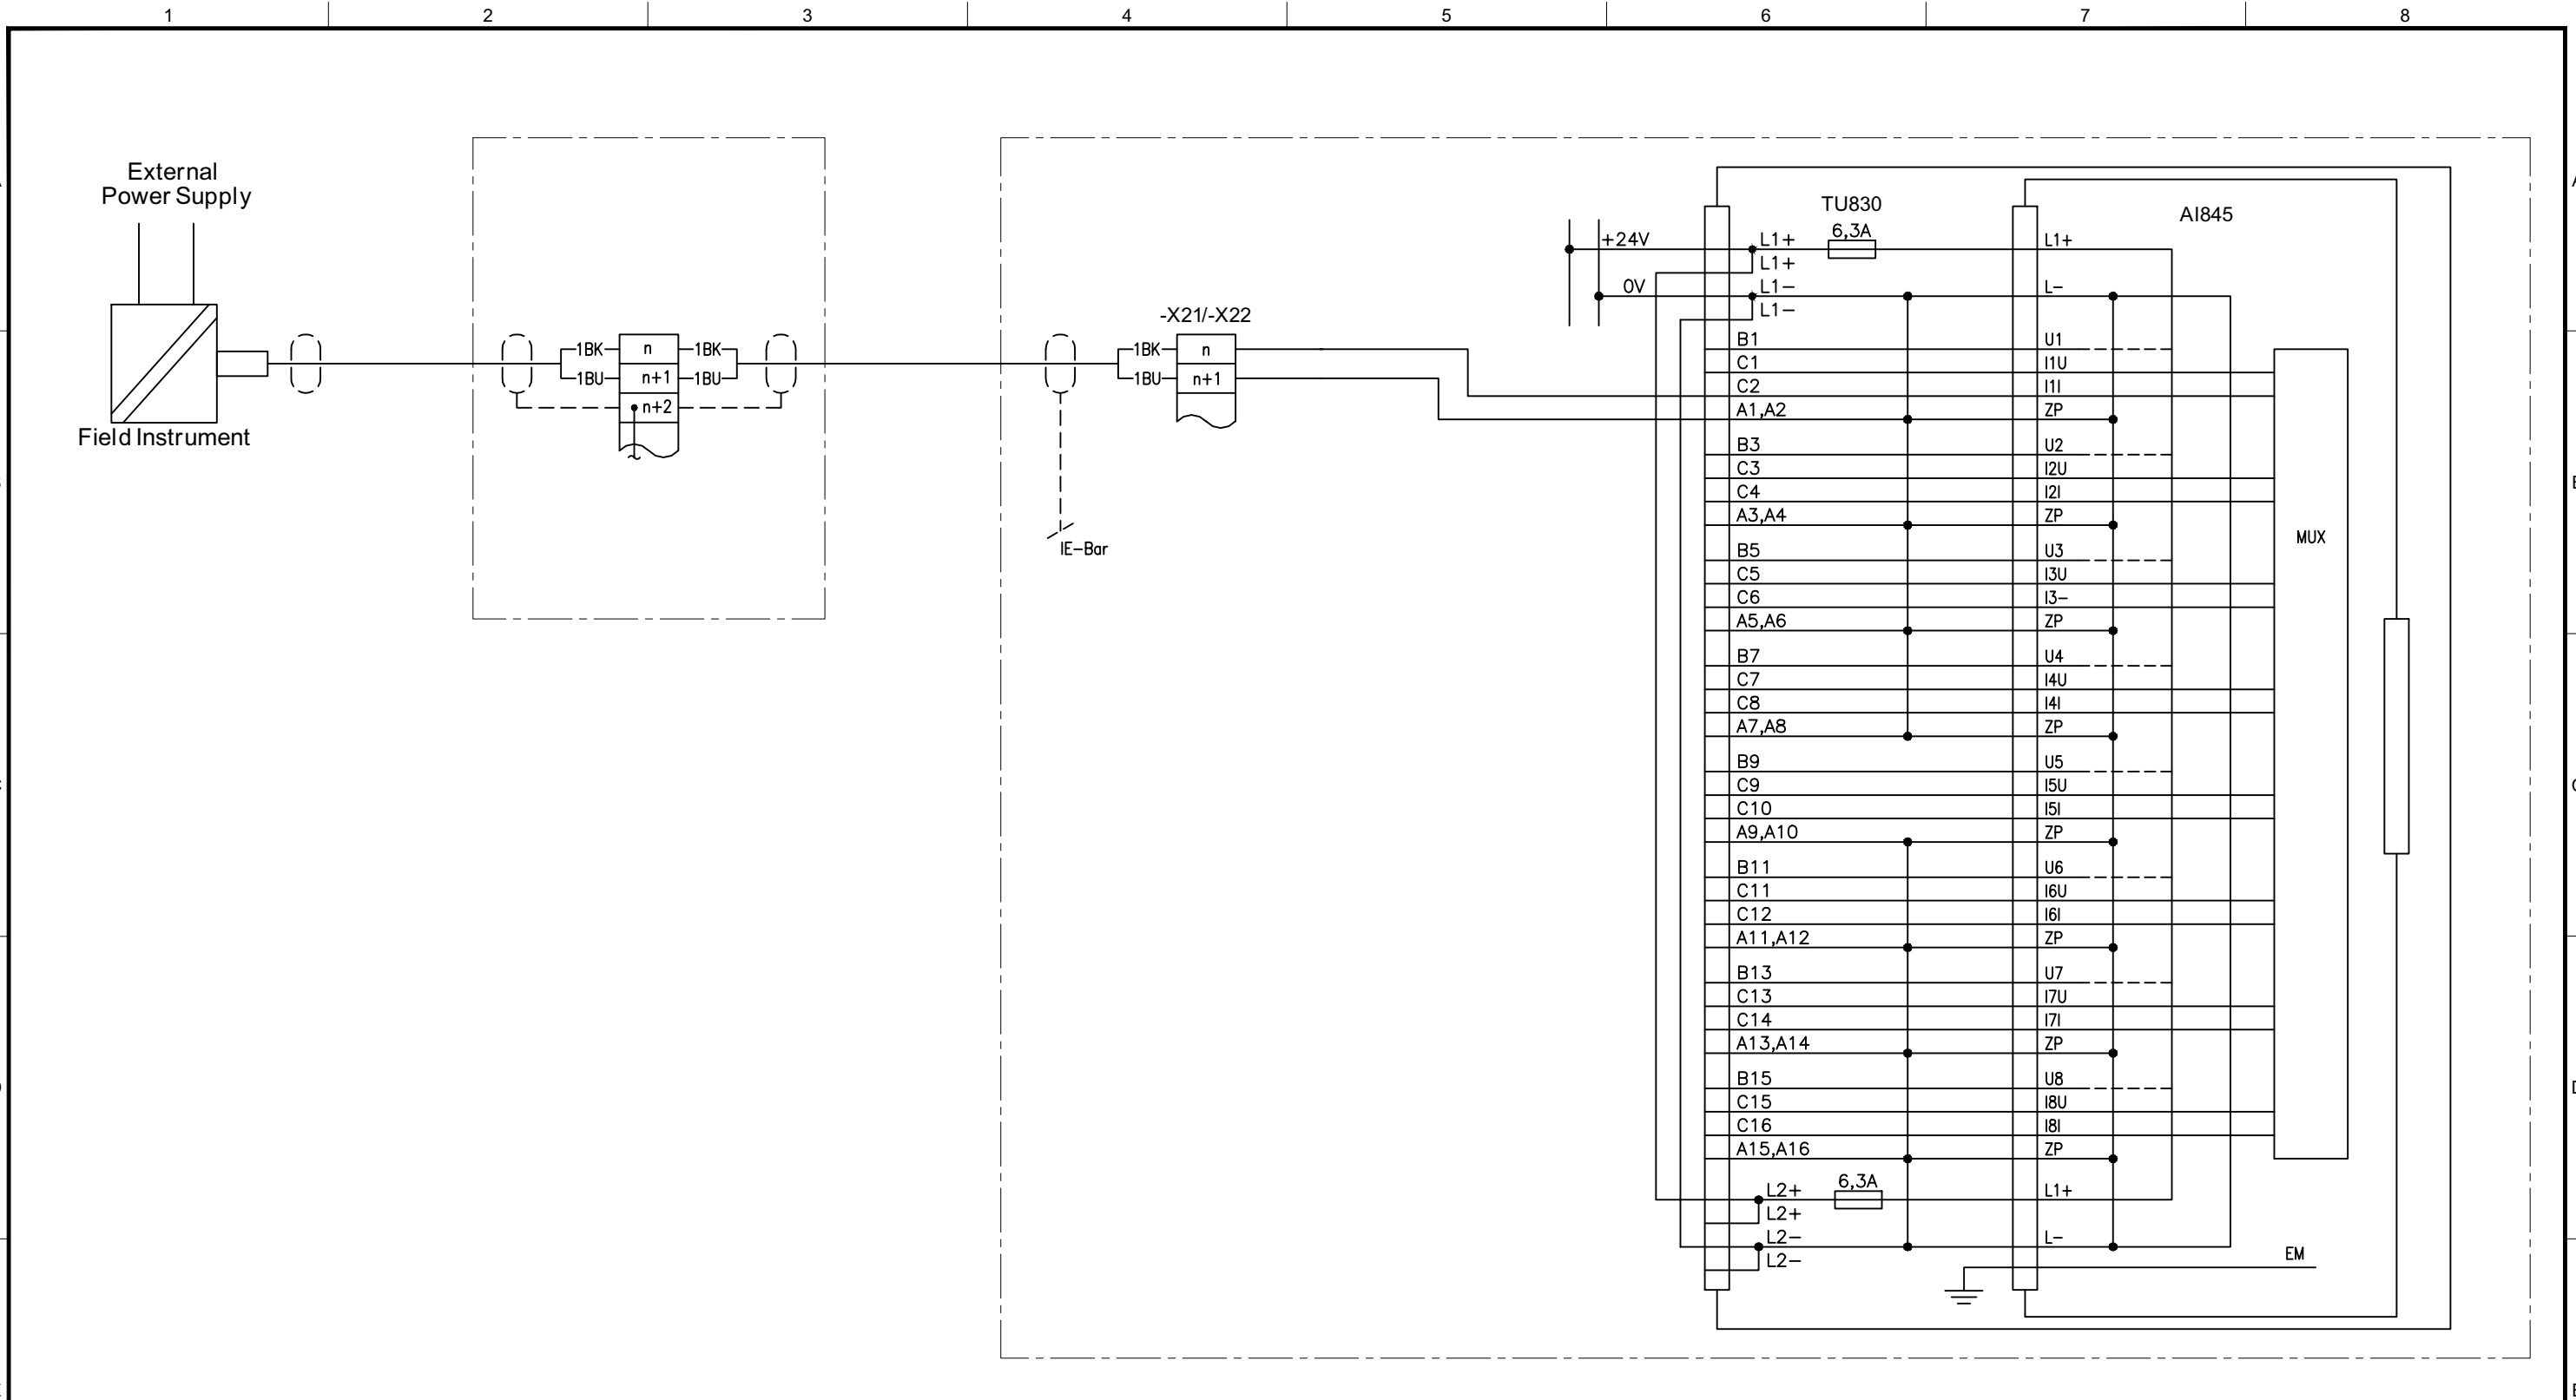 1 2 3 4 5 6 7 8
External
Power Supply
Field Instrument
1BK n 1BK
1BU n+1 1BU
n+2
-X21/-X22
1BK n
1BU n+1
IE-Bar
TU830
AI845
+24V L1+ 6,3A L1+
L1+
0V L1- L-
L1-
B1 U1
C1 I1U
C2 I1I
A1,A2 ZP
B3 U2
C3 I2U
C4 I2I
A3,A4 ZP
MUX
B5 U3
C5 I3U
C6 I3-
A5,A6 ZP
B7 U4
C7 I4U
C8 I4I
A7,A8 ZP
B9 U5
C9 I5U
C10 I5I
A9,A10 ZP
B11 U6
C11 I6U
C12 I6I
A11,A12 ZP
B13 U7
C13 I7U
C14 I7I
A13,A14 ZP
B15 U8
C15 I8U
C16 I8I
A15,A16 ZP
L2+ 6,3A L1+
L2+
L2- L-
L2-
EM